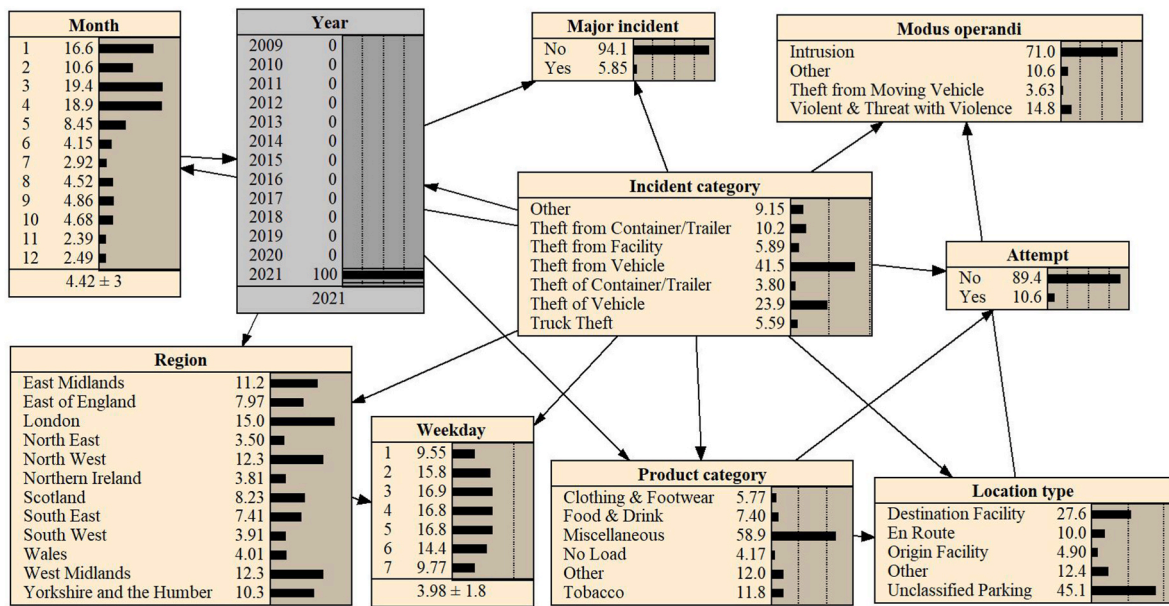 Month
1 16.6
2 10.6
3 19.4
4 18.9
5 8.45
6 4.15
7 2.92
8 4.52
9 4.86
10 4.68
11 2.39
12 2.49
4.42 ± 3
Year
2009 0
2010 0
2011 0
2012 0
2013 0
2014 0
2015 0
2016 0
2017 0
2018 0
2019 0
2020 0
2021 100
2021
Major incident
No 94.1
Yes 5.85
Modus operandi
Intrusion 71.0
Other 10.6
Theft from Moving Vehicle 3.63
Violent & Threat with Violence 14.8
Incident category
Other 9.15
Theft from Container/Trailer 10.2
Theft from Facility 5.89
Theft from Vehicle 41.5
Theft of Container/Trailer 3.80
Theft of Vehicle 23.9
Truck Theft 5.59
Attempt
No 89.4
Yes 10.6
Region
East Midlands 11.2
East of England 7.97
London 15.0
North East 3.50
North West 12.3
Northern Ireland 3.81
Scotland 8.23
South East 7.41
South West 3.91
Wales 4.01
West Midlands 12.3
Yorkshire and the Humber 10.3
Weekday
1 9.55
2 15.8
3 16.9
4 16.8
5 16.8
6 14.4
7 9.77
3.98 ± 1.8
Product category
Clothing & Footwear 5.77
Food & Drink 7.40
Miscellaneous 58.9
No Load 4.17
Other 12.0
Tobacco 11.8
Location type
Destination Facility 27.6
En Route 10.0
Origin Facility 4.90
Other 12.4
Unclassified Parking 45.1